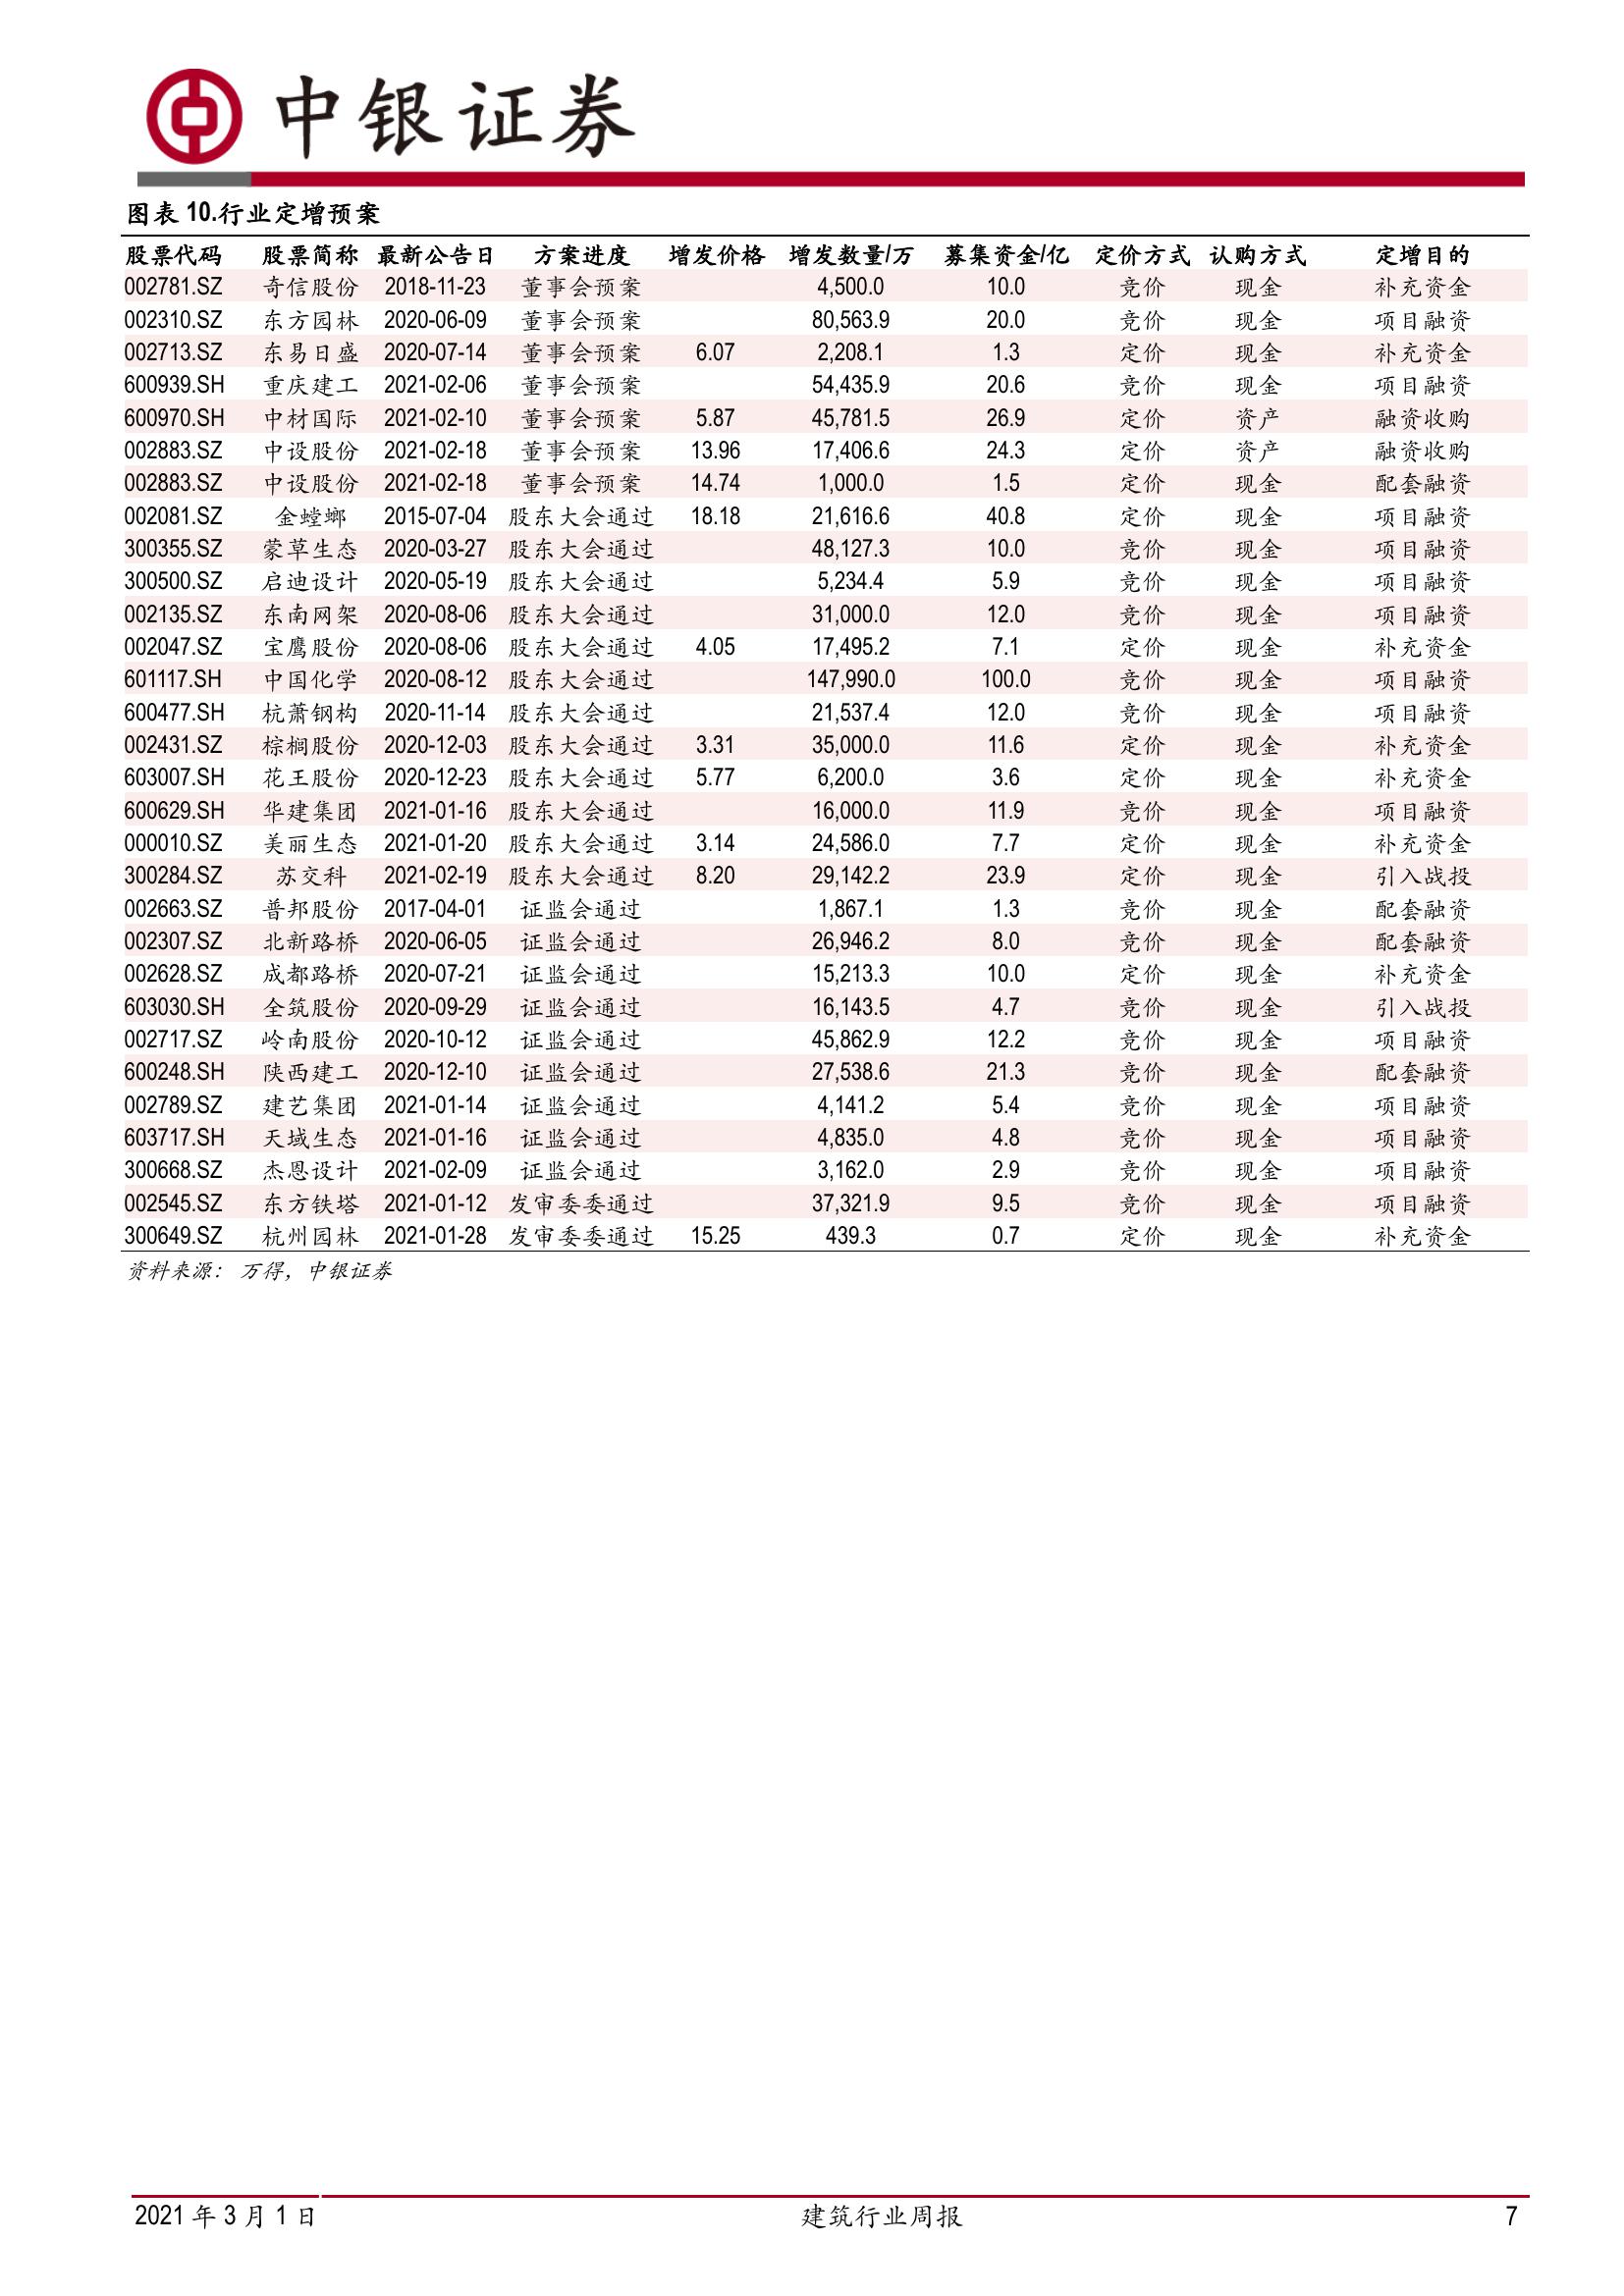 中银证券
图表 10.行业定增预案
股票代码 股票简称 最新公告日 方案进度 增发价格 增发数量/万 募集资金/亿 定价方式 认购方式 定增目的
002781.SZ 奇信股份 2018-11-23 董事会预案 4,500.0 10.0 竞价 现金 补充资金
002310.SZ 东方园林 2020-06-09 董事会预案 80,563.9 20.0 竞价 现金 项目融资
002713.SZ 东易日盛 2020-07-14 董事会预案 6.07 2,208.1 1.3 定价 现金 补充资金
600939.SH 重庆建工 2021-02-06 董事会预案 54,435.9 20.6 竞价 现金 项目融资
600970.SH 中材国际 2021-02-10 董事会预案 5.87 45,781.5 26.9 定价 资产 融资收购
002883.SZ 中设股份 2021-02-18 董事会预案 13.96 17,406.6 24.3 定价 资产 融资收购
002883.SZ 中设股份 2021-02-18 董事会预案 14.74 1,000.0 1.5 定价 现金 配套融资
002081.SZ 金螳螂 2015-07-04 股东大会通过 18.18 21,616.6 40.8 定价 现金 项目融资
300355.SZ 蒙草生态 2020-03-27 股东大会通过 48,127.3 10.0 竞价 现金 项目融资
300500.SZ 启迪设计 2020-05-19 股东大会通过 5,234.4 5.9 竞价 现金 项目融资
002135.SZ 东南网架 2020-08-06 股东大会通过 31,000.0 12.0 竞价 现金 项目融资
002047.SZ 宝鹰股份 2020-08-06 股东大会通过 4.05 17,495.2 7.1 定价 现金 补充资金
601117.SH 中国化学 2020-08-12 股东大会通过 147,990.0 100.0 竞价 现金 项目融资
600477.SH 杭萧钢构 2020-11-14 股东大会通过 21,537.4 12.0 竞价 现金 项目融资
002431.SZ 棕榈股份 2020-12-03 股东大会通过 3.31 35,000.0 11.6 定价 现金 补充资金
603007.SH 花王股份 2020-12-23 股东大会通过 5.77 6,200.0 3.6 定价 现金 补充资金
600629.SH 华建集团 2021-01-16 股东大会通过 16,000.0 11.9 竞价 现金 项目融资
000010.SZ 美丽生态 2021-01-20 股东大会通过 3.14 24,586.0 7.7 定价 现金 补充资金
300284.SZ 苏交科 2021-02-19 股东大会通过 8.20 29,142.2 23.9 定价 现金 引入战投
002663.SZ 普邦股份 2017-04-01 证监会通过 1,867.1 1.3 竞价 现金 配套融资
002307.SZ 北新路桥 2020-06-05 证监会通过 26,946.2 8.0 竞价 现金 配套融资
002628.SZ 成都路桥 2020-07-21 证监会通过 15,213.3 10.0 定价 现金 补充资金
603030.SH 全筑股份 2020-09-29 证监会通过 16,143.5 4.7 竞价 现金 引入战投
002717.SZ 岭南股份 2020-10-12 证监会通过 45,862.9 12.2 竞价 现金 项目融资
600248.SH 陕西建工 2020-12-10 证监会通过 27,538.6 21.3 竞价 现金 配套融资
002789.SZ 建艺集团 2021-01-14 证监会通过 4,141.2 5.4 竞价 现金 项目融资
603717.SH 天域生态 2021-01-16 证监会通过 4,835.0 4.8 竞价 现金 项目融资
300668.SZ 杰恩设计 2021-02-09 证监会通过 3,162.0 2.9 竞价 现金 项目融资
002545.SZ 东方铁塔 2021-01-12 发审委委通过 37,321.9 9.5 竞价 现金 项目融资
300649.SZ 杭州园林 2021-01-28 发审委委通过 15.25 439.3 0.7 定价 现金 补充资金
资料来源： 万得，中银证券
2021 年 3 月 1 日 建筑行业周报 7